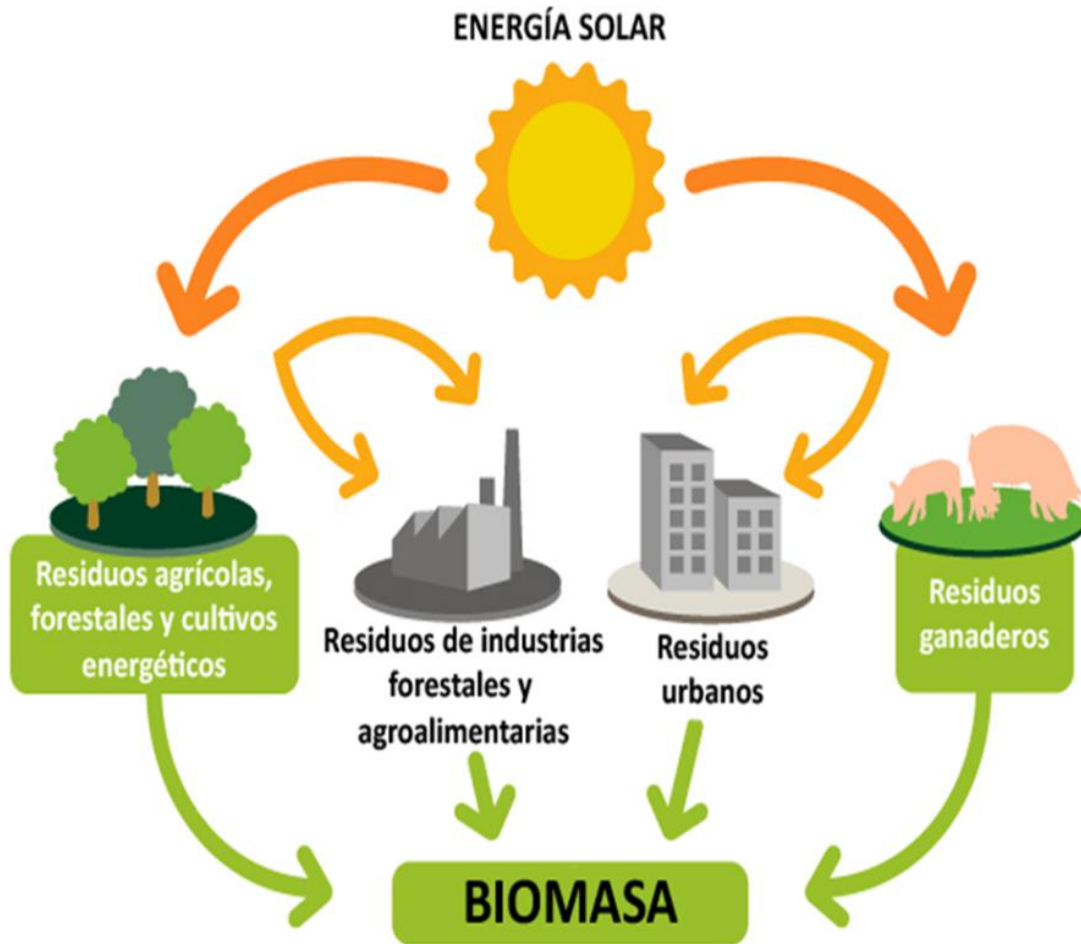 ENERGÍA SOLAR
Residuos agrícolas,
forestales y cultivos
energéticos
Residuos de industrias
forestales y
agroalimentarias
Residuos
urbanos
Residuos
ganaderos
BIOMASA